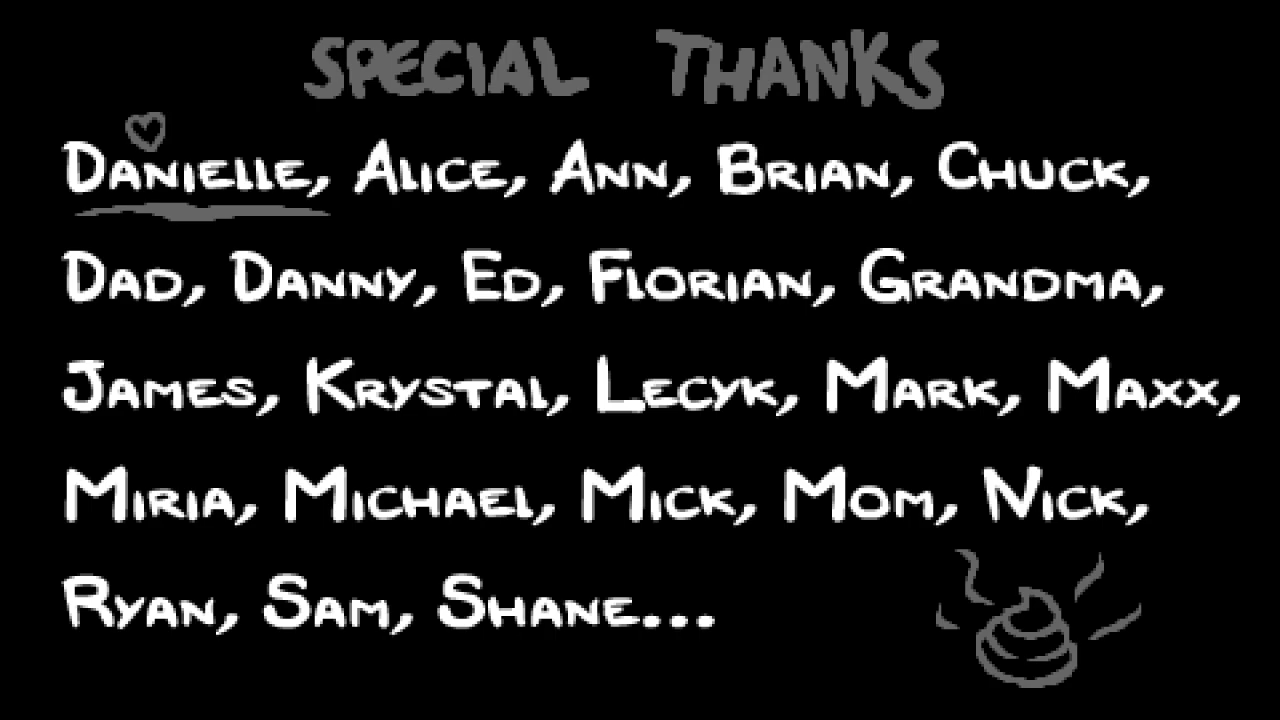 SPECIAL THANKS
DANIELLE, ALICE, ANN, BRIAN, CHUCK,
DAD, DANNY, ED, FLORIAN, GRANDMA,
JAMES, KRYSTAL, LECYK, MARK, MAXX,
MIRIA, MICHAEL, MICK, MOM, NICK,
RYAN, SAM, SHANE...